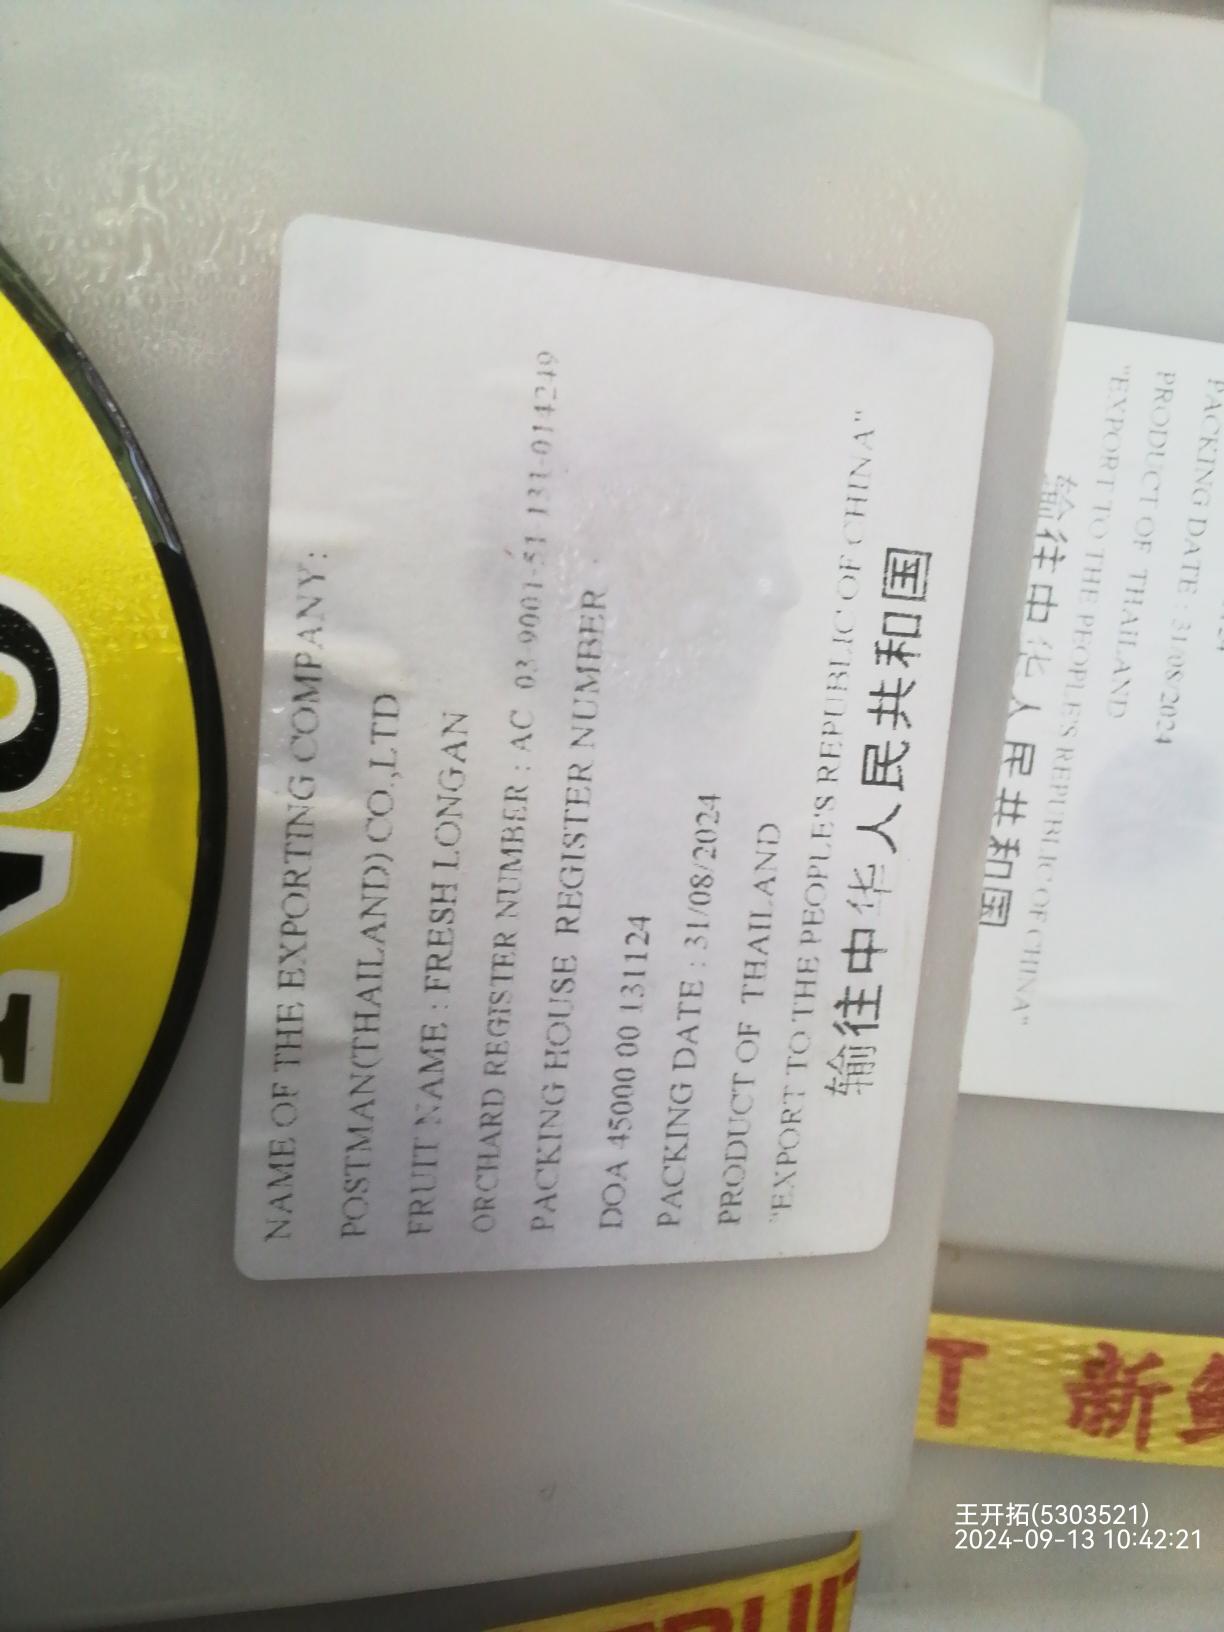 NAME OF THE EXPORTING COMPANY:
POSTMAN(THAILAND) CO.,LTD
FRUIT NAME : FRESH LONGAN
ORCHARD REGISTER NUMBER : AC 03-9001-51-131-014249
PACKING HOUSE REGISTER NUMBER
DOA 45000 00 131124
PACKING DATE : 31/08/2024
PRODUCT OF THAILAND
"EXPORT TO THE PEOPLE'S REPUBLIC OF CHINA"
输往中华人民共和国
PACKING DATE : 31/08/2024
PRODUCT OF THAILAND
"EXPORT TO THE PEOPLE'S REPUBLIC OF CHINA"
输往中华人民共和国
T 新鲜
王开拓(5303521)
2024-09-13 10:42:21